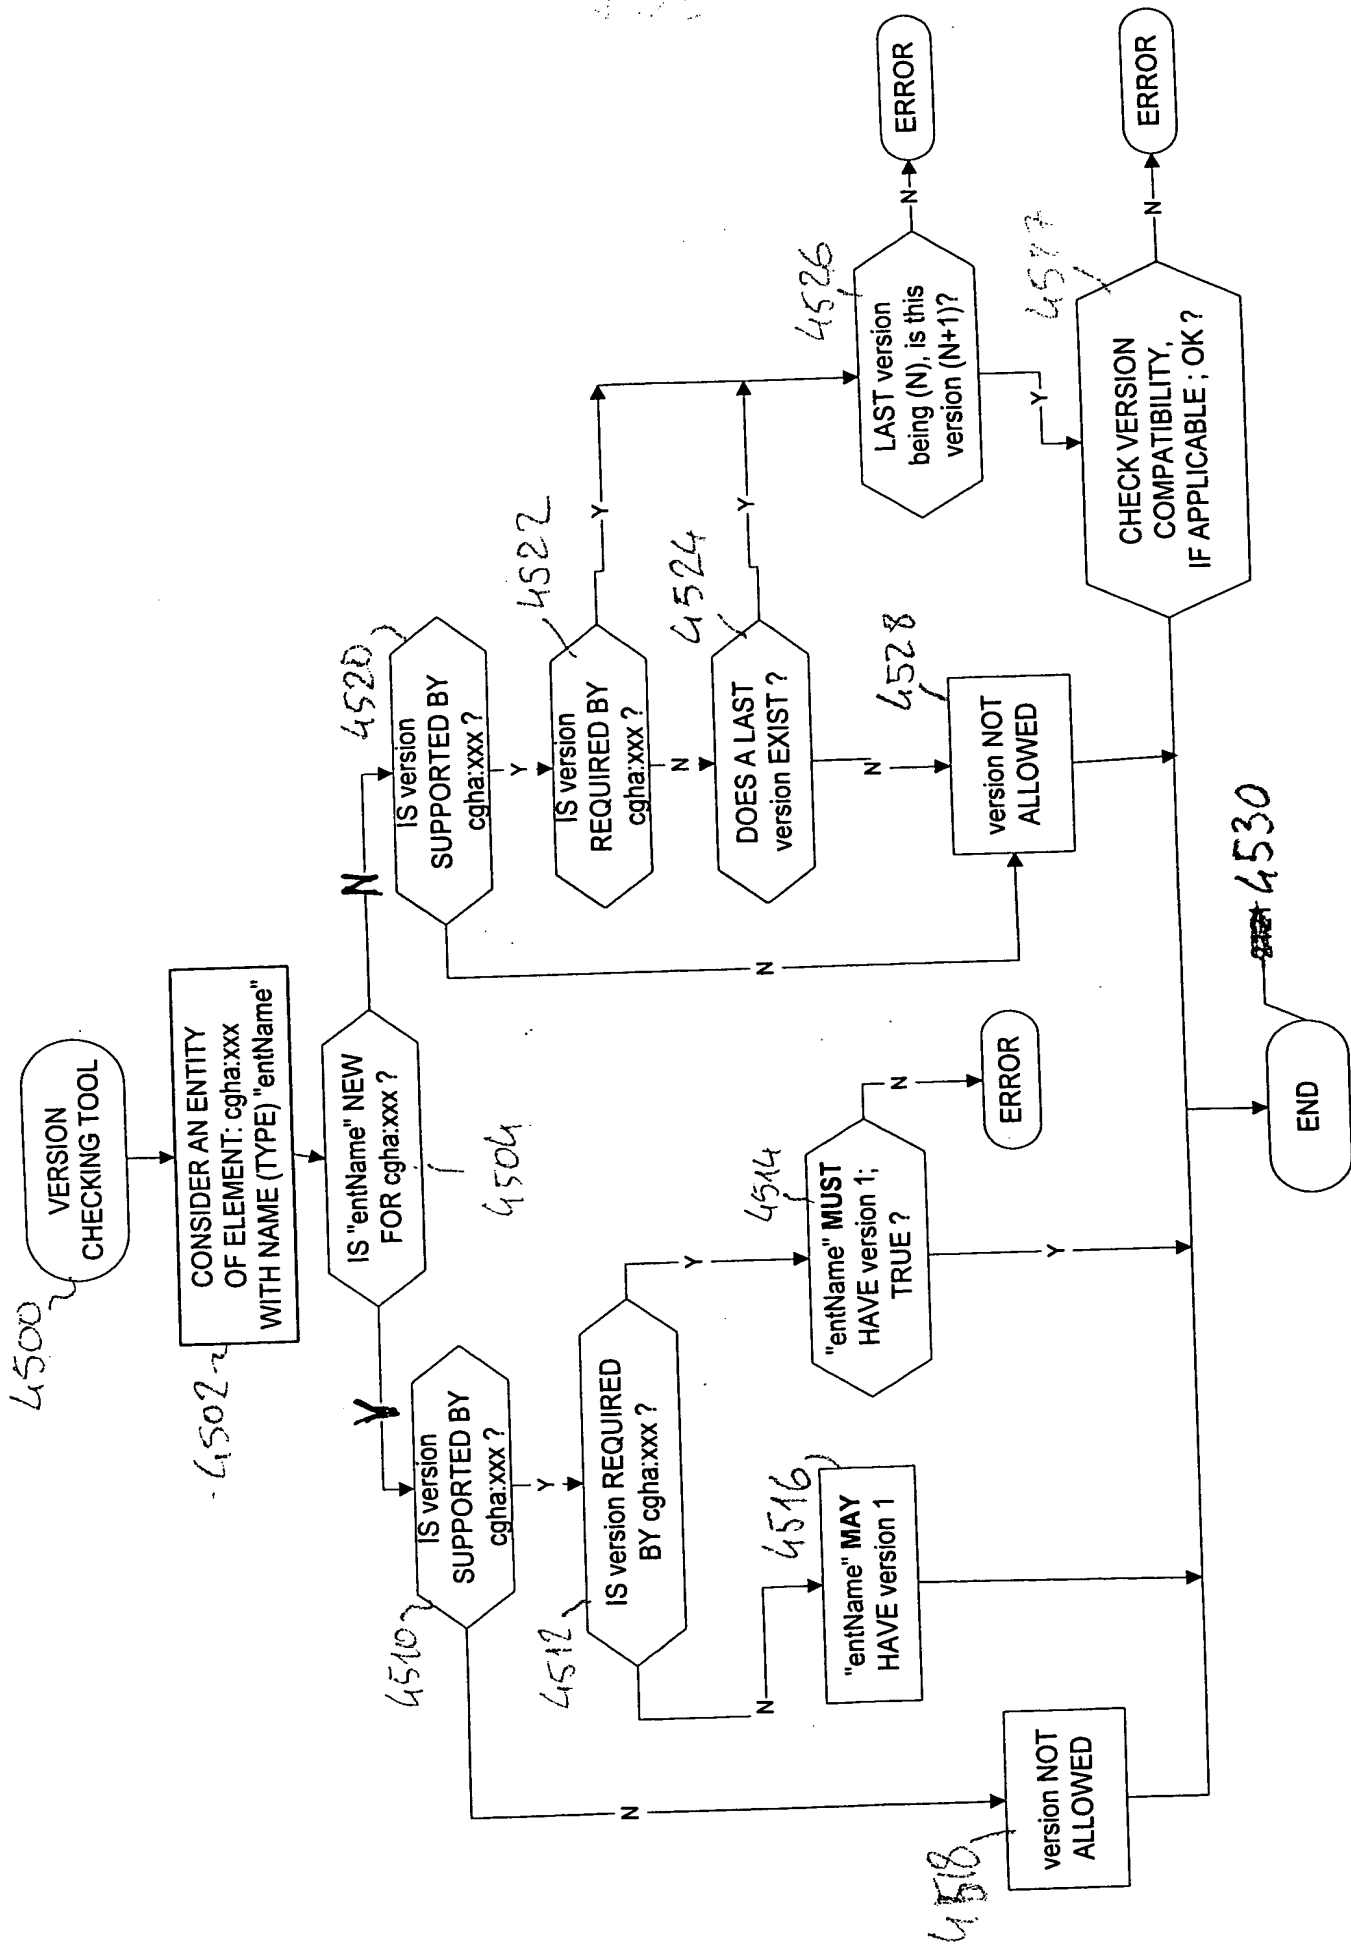 4500
VERSION
CHECKING TOOL
4502
CONSIDER AN ENTITY
OF ELEMENT: cgha:xxx
WITH NAME (TYPE) "entName"
IS "entName" NEW
FOR cgha:xxx ?
4504
Y
N
4510
IS version
SUPPORTED BY
cgha:xxx ?
Y
N
4512
IS version REQUIRED
BY cgha:xxx ?
Y
N
4514
"entName" MUST
HAVE version 1;
TRUE ?
N
Y
ERROR
4516
"entName" MAY
HAVE version 1
4518
version NOT
ALLOWED
4520
IS version
SUPPORTED BY
cgha:xxx ?
Y
N
4522
IS version
REQUIRED BY
cgha:xxx ?
Y
N
4524
DOES A LAST
version EXIST ?
Y
N
4526
LAST version
being (N), is this
version (N+1)?
N
Y
ERROR
4528
version NOT
ALLOWED
CHECK VERSION
COMPATIBILITY,
IF APPLICABLE ; OK ?
N
ERROR
4530
END